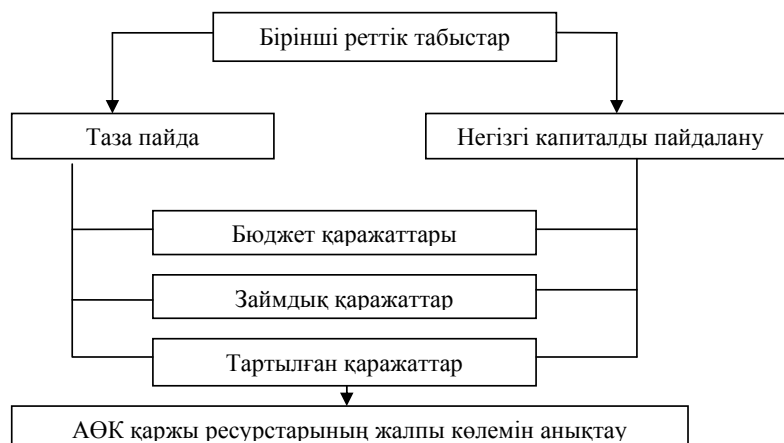 Бірінші реттік табыстар
Таза пайда
Негізгі капиталды пайдалану
Бюджет қаражаттары
Займдық қаражаттар
Тартылған қаражаттар
АӨК қаржы ресурстарының жалпы көлемін анықтау